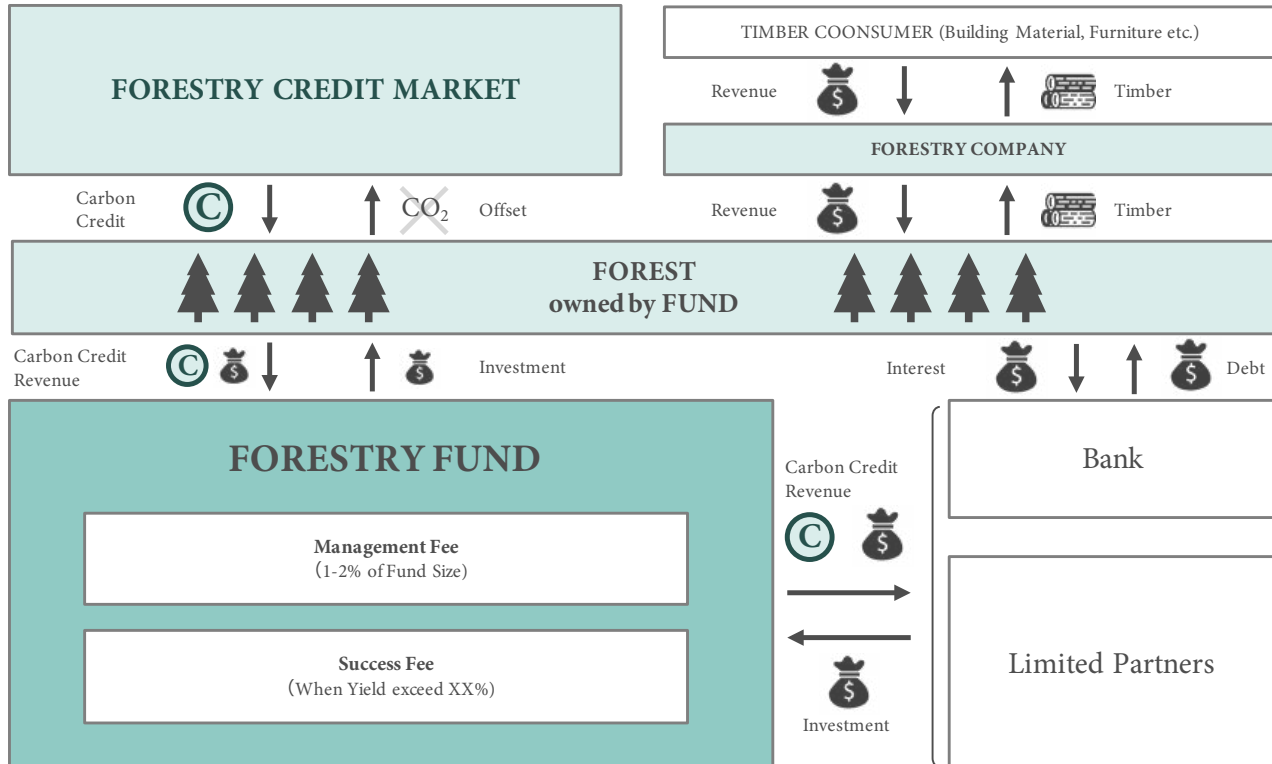 FORESTRY CREDIT MARKET
TIMBER COONSUMER (Building Material, Furniture etc.)
Revenue
$
Timber
FORESTRY COMPANY
Carbon
Credit
C
CO₂
Offset
Revenue
$
Timber
FOREST
owned by FUND
Carbon Credit
Revenue
C
$
$
Investment
Interest
$
$
Debt
FORESTRY FUND
Management Fee
(1-2% of Fund Size)
Success Fee
(When Yield exceed XX%)
Carbon Credit
Revenue
C
$
$
Investment
Bank
Limited Partners